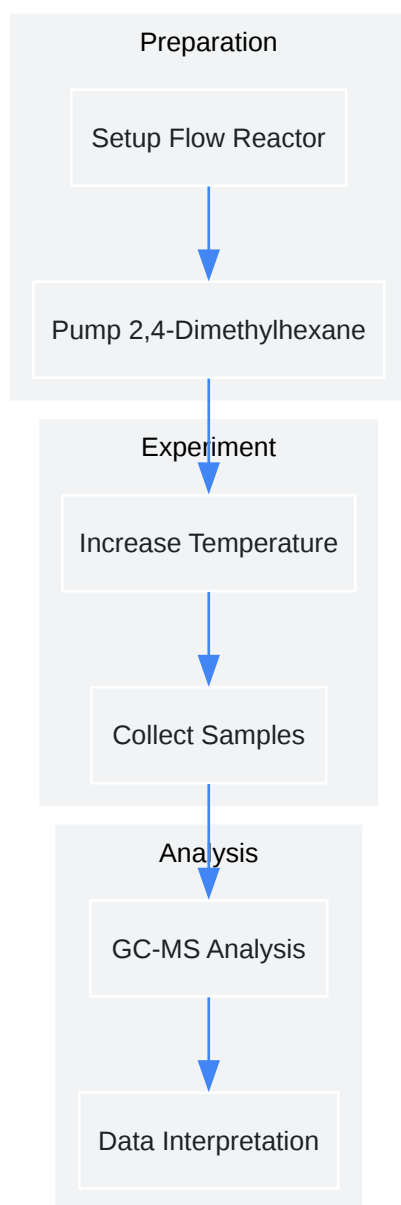 Preparation
Setup Flow Reactor
Pump 2,4-Dimethylhexane
Experiment
Increase Temperature
Collect Samples
Analysis
GC-MS Analysis
Data Interpretation